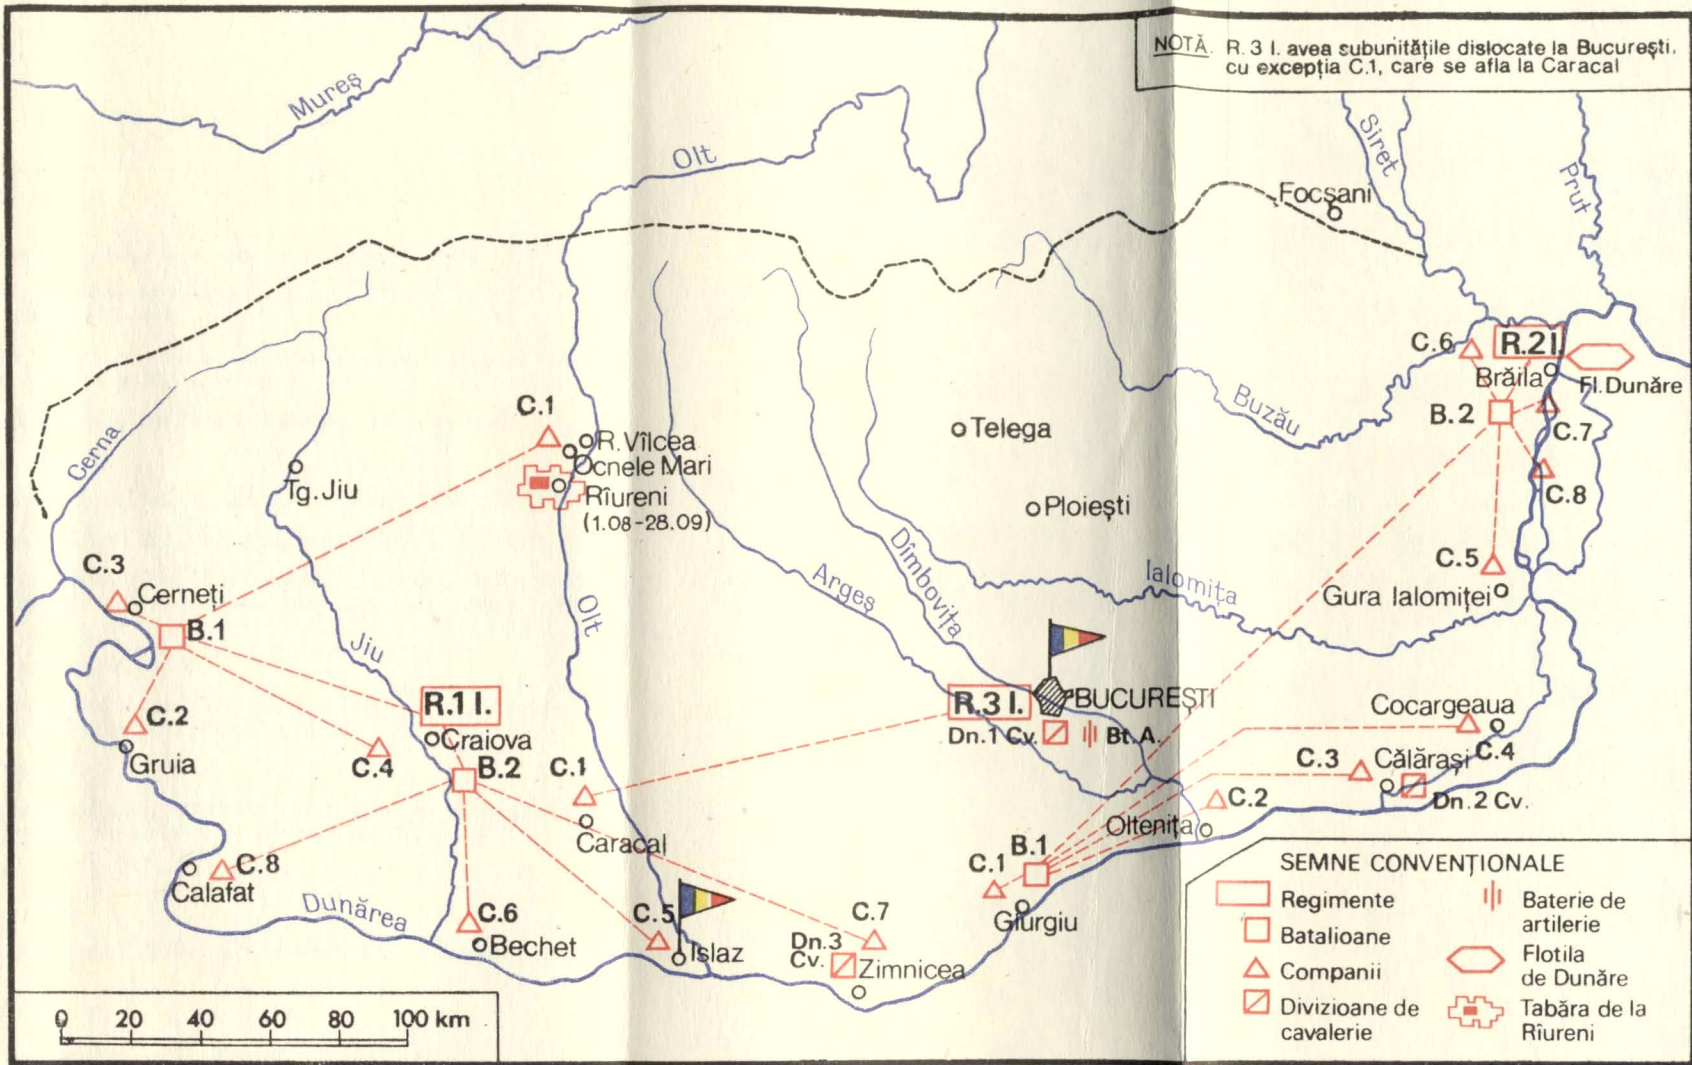 NOTĂ. R. 3 I. avea subunitățile dislocate la București,
cu excepția C.1, care se afla la Caracal
Mureș
Olt
Siret
Prut
Focșani
C.6
R.2 I.
Brăila
Fl. Dunăre
B.2
C.7
C.8
C.5
Gura Ialomiței
Buzău
Cerna
Tg. Jiu
C.1
R. Vîlcea
Ocnele Mari
Rîureni
(1.08-28.09)
Telega
Ploiești
Dîmbovița
Argeș
Ialomița
C.3
Cerneți
B.1
Jiu
Olt
C.2
Gruia
C.4
R.1 I.
Craiova
B.2
C.1
Caracal
R.3 I.
BUCUREȘTI
Dn.1 Cv.
Bt. A.
Cocargeaua
C.4
C.3
Călărași
Dn. 2 Cv.
C.2
Oltenița
B.1
C.1
Giurgiu
C.8
Calafat
Dunărea
C.6
Bechet
C.5
Islaz
C.7
Dn.3
Cv.
Zimnicea
0 20 40 60 80 100 km
SEMNE CONVENȚIONALE
Regimente
Batalioane
Companii
Divizioane de
cavalerie
Baterie de
artilerie
Flotila
de Dunăre
Tabăra de la
Rîureni